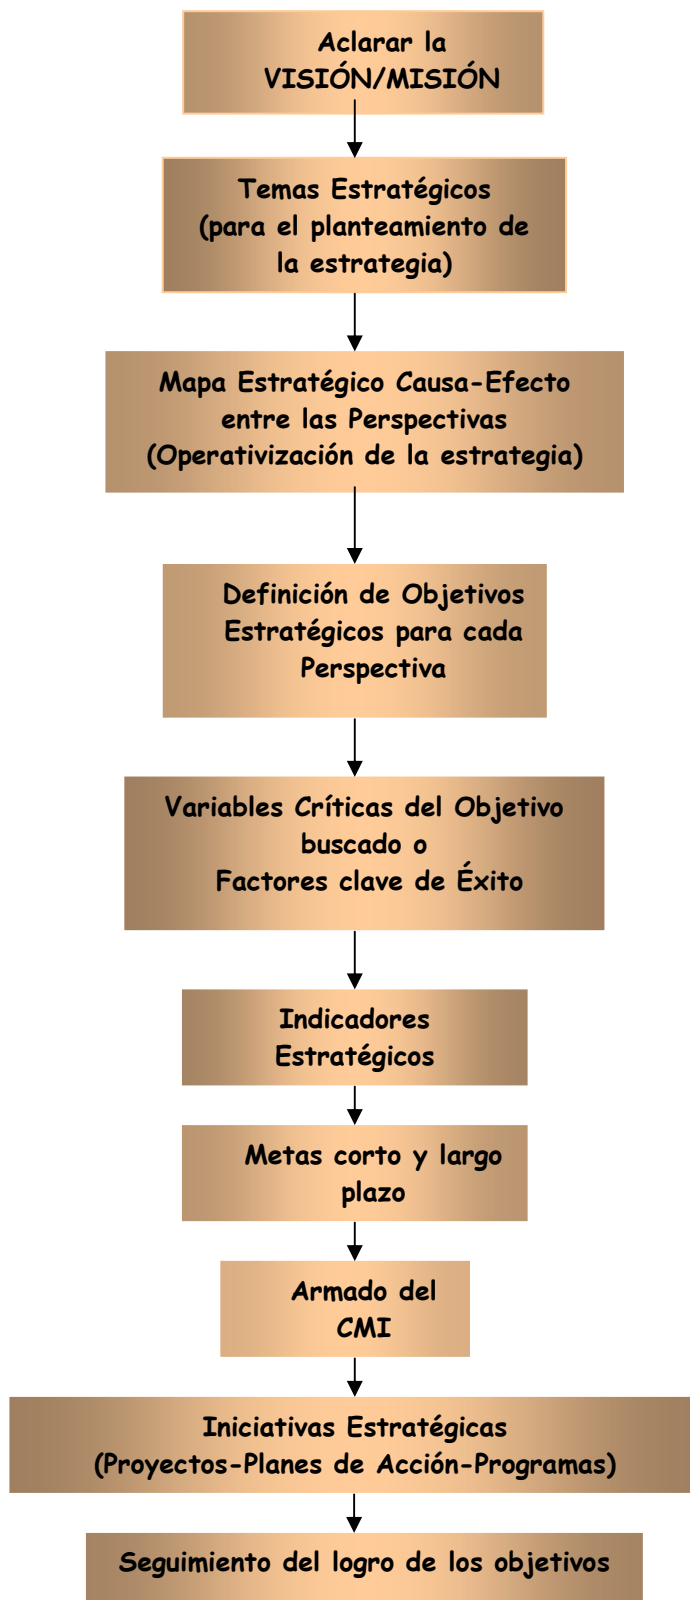 Aclarar la
VISIÓN/MISIÓN
Temas Estratégicos
(para el planteamiento de
la estrategia)
Mapa Estratégico Causa-Efecto
entre las Perspectivas
(Operativización de la estrategia)
Definición de Objetivos
Estratégicos para cada
Perspectiva
Variables Críticas del Objetivo
buscado o
Factores clave de Éxito
Indicadores
Estratégicos
Metas corto y largo
plazo
Armado del
CMI
Iniciativas Estratégicas
(Proyectos-Planes de Acción-Programas)
Seguimiento del logro de los objetivos